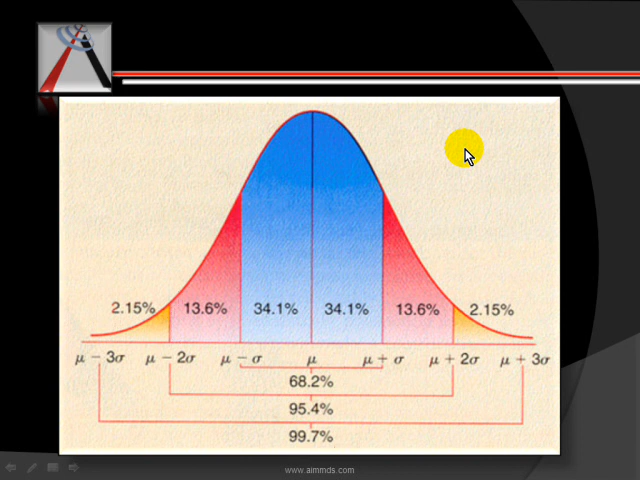 2.15% 13.6% 34.1% 34.1% 13.6% 2.15%
μ − 3σ μ − 2σ μ − σ μ μ + σ μ + 2σ μ + 3σ
68.2%
95.4%
99.7%
www.aimmds.com